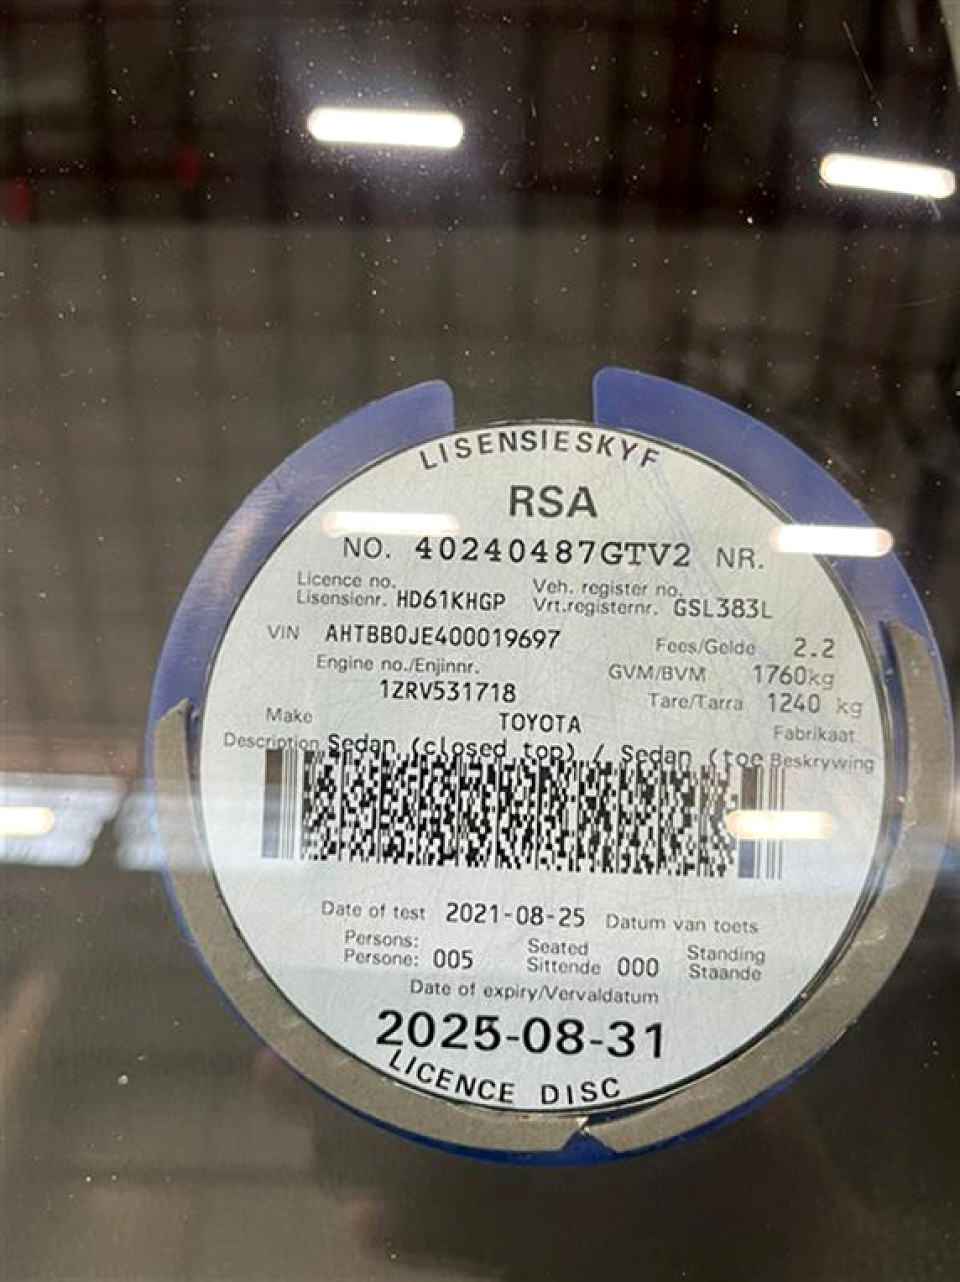 LISENSIESKYF
RSA
NO. 40240487GTV2 NR.
Licence no. Veh. register no.
Lisensienr. HD61KHGP Vrt.registernr. GSL383L
VIN AHTBB0JE400019697 Fees/Gelde 2.2
Engine no./Enjinnr. GVM/BVM 1760kg
1ZRV531718 Tare/Tarra 1240 kg
Make TOYOTA Fabrikaat
Description Sedan (closed top) / Sedan (toe Beskrywing
Date of test 2021-08-25 Datum van toets
Persons: Seated Standing
Persone: 005 Sittende 000 Staande
Date of expiry/Vervaldatum
2025-08-31
LICENCE DISC